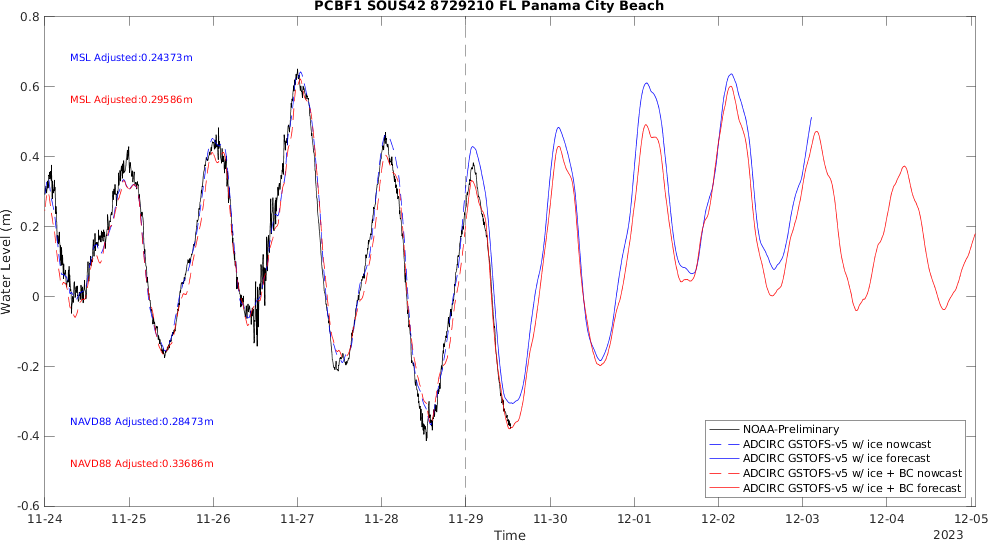 PCBF1 SOUS42 8729210 FL Panama City Beach
0.8
0.6
0.4
0.2
0
-0.2
-0.4
-0.6
Water Level (m)
MSL Adjusted:0.24373m
MSL Adjusted:0.29586m
NAVD88 Adjusted:0.28473m
NAVD88 Adjusted:0.33686m
NOAA-Preliminary
ADCIRC GSTOFS-v5 w/ ice nowcast
ADCIRC GSTOFS-v5 w/ ice forecast
ADCIRC GSTOFS-v5 w/ ice + BC nowcast
ADCIRC GSTOFS-v5 w/ ice + BC forecast
11-24 11-25 11-26 11-27 11-28 11-29 11-30 12-01 12-02 12-03 12-04 12-05
Time
2023